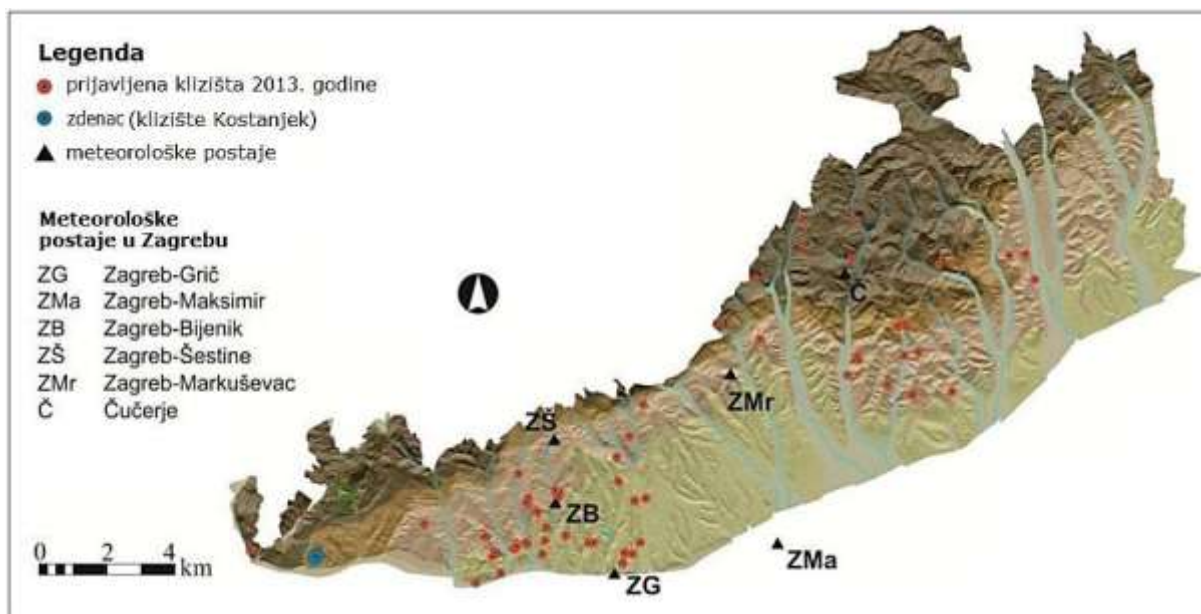 Legenda
prijavljena klizišta 2013. godine
zdenac (klizište Kostanjek)
meteorološke postaje
Meteorološke
postaje u Zagrebu
ZG Zagreb-Grič
ZMa Zagreb-Maksimir
ZB Zagreb-Bijenik
ZŠ Zagreb-Šestine
ZMr Zagreb-Markuševac
Č Čučerje
Č
ZMr
ZŠ
ZB
ZMa
ZG
0 2 4
km